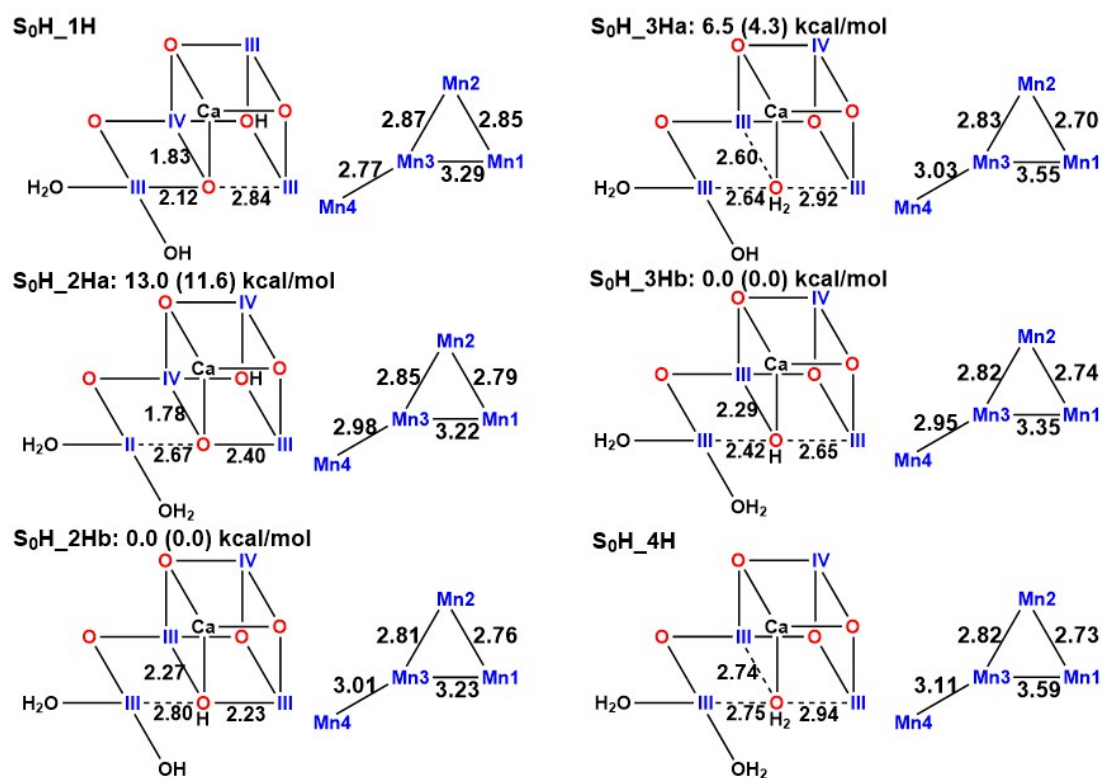 S₀H_1H
O III
Ca O
O IV OH
1.83
H₂O III O III
2.12 2.84
OH
Mn2
2.87 2.85
2.77 Mn3 Mn1
3.29
Mn4
S₀H_3Ha: 6.5 (4.3) kcal/mol
O IV
Ca O
O III O
2.60
H₂O III O III
2.64 H₂ 2.92
OH
Mn2
2.83 2.70
3.03 Mn3 Mn1
3.55
Mn4
S₀H_2Ha: 13.0 (11.6) kcal/mol
O IV
Ca O
O IV OH
1.78
H₂O II O III
2.67 2.40
OH₂
Mn2
2.85 2.79
2.98 Mn3 Mn1
3.22
Mn4
S₀H_3Hb: 0.0 (0.0) kcal/mol
O IV
Ca O
O III O
2.29
H₂O III O III
2.42 H 2.65
OH₂
Mn2
2.82 2.74
2.95 Mn3 Mn1
3.35
Mn4
S₀H_2Hb: 0.0 (0.0) kcal/mol
O IV
Ca O
O III O
2.27
H₂O III O III
2.80 H 2.23
OH
Mn2
2.81 2.76
3.01 Mn3 Mn1
3.23
Mn4
S₀H_4H
O IV
Ca O
O III O
2.74
H₂O III O III
2.75 H₂ 2.94
OH₂
Mn2
2.82 2.73
3.11 Mn3 Mn1
3.59
Mn4